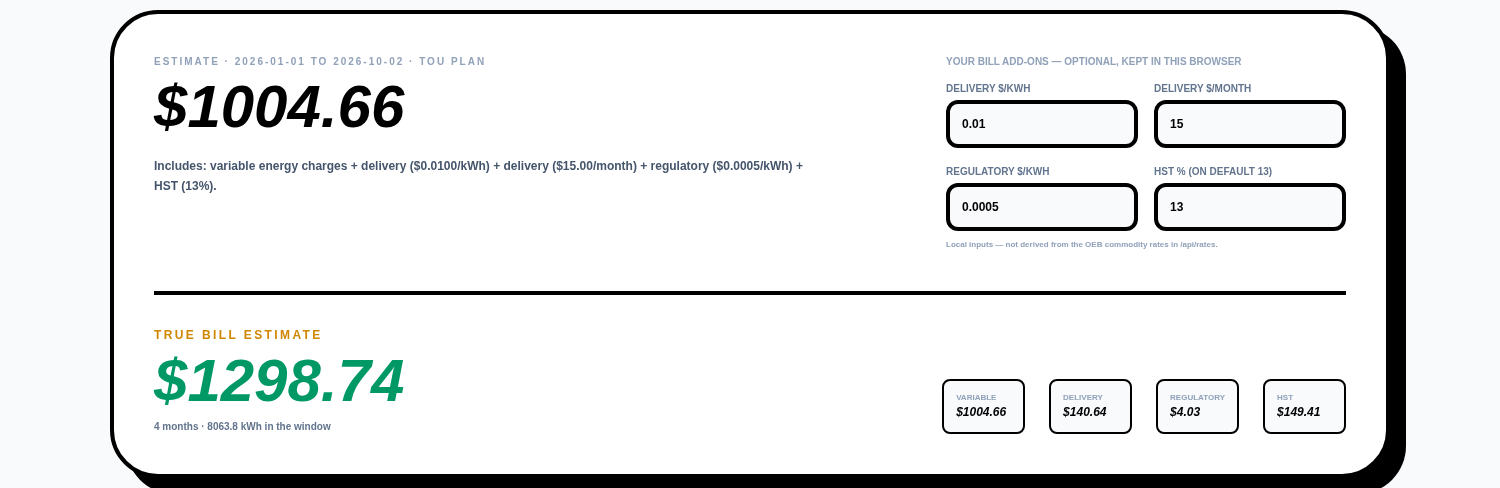 ESTIMATE · 2026-01-01 TO 2026-10-02 · TOU PLAN
$1004.66
Includes: variable energy charges + delivery ($0.0100/kWh) + delivery ($15.00/month) + regulatory ($0.0005/kWh) +
HST (13%).
YOUR BILL ADD-ONS — OPTIONAL, KEPT IN THIS BROWSER
DELIVERY $/KWH
DELIVERY $/MONTH
0.01
15
REGULATORY $/KWH
HST % (ON DEFAULT 13)
0.0005
13
Local inputs — not derived from the OEB commodity rates in /api/rates.
TRUE BILL ESTIMATE
$1298.74
4 months · 8063.8 kWh in the window
VARIABLE
$1004.66
DELIVERY
$140.64
REGULATORY
$4.03
HST
$149.41